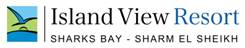 Island View Resort
SHARKS BAY - SHARM EL SHEIKH